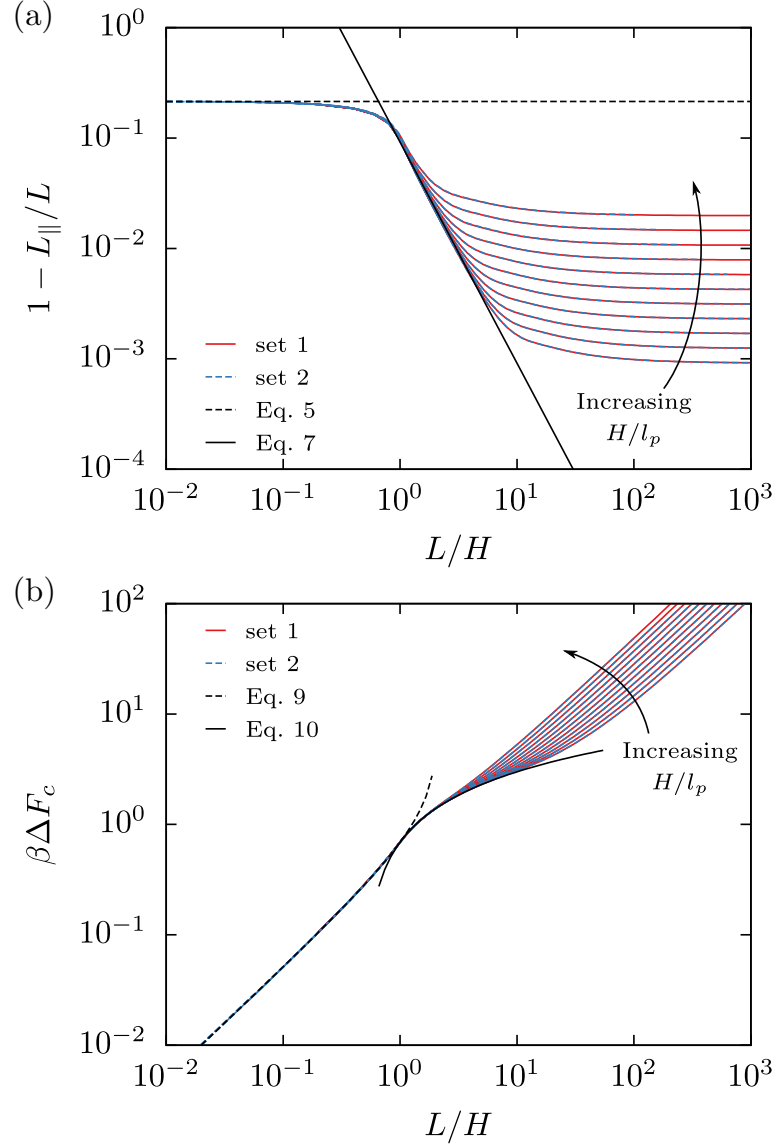 (a)
10^0
10^{-1}
10^{-2}
10^{-3}
10^{-4}
1 − L_∥/L
set 1
set 2
Eq. 5
Eq. 7
Increasing
H/l_p
10^{-2} 10^{-1} 10^0 10^1 10^2 10^3
L/H
(b)
10^2
10^1
10^0
10^{-1}
10^{-2}
βΔF_c
set 1
set 2
Eq. 9
Eq. 10
Increasing
H/l_p
10^{-2} 10^{-1} 10^0 10^1 10^2 10^3
L/H